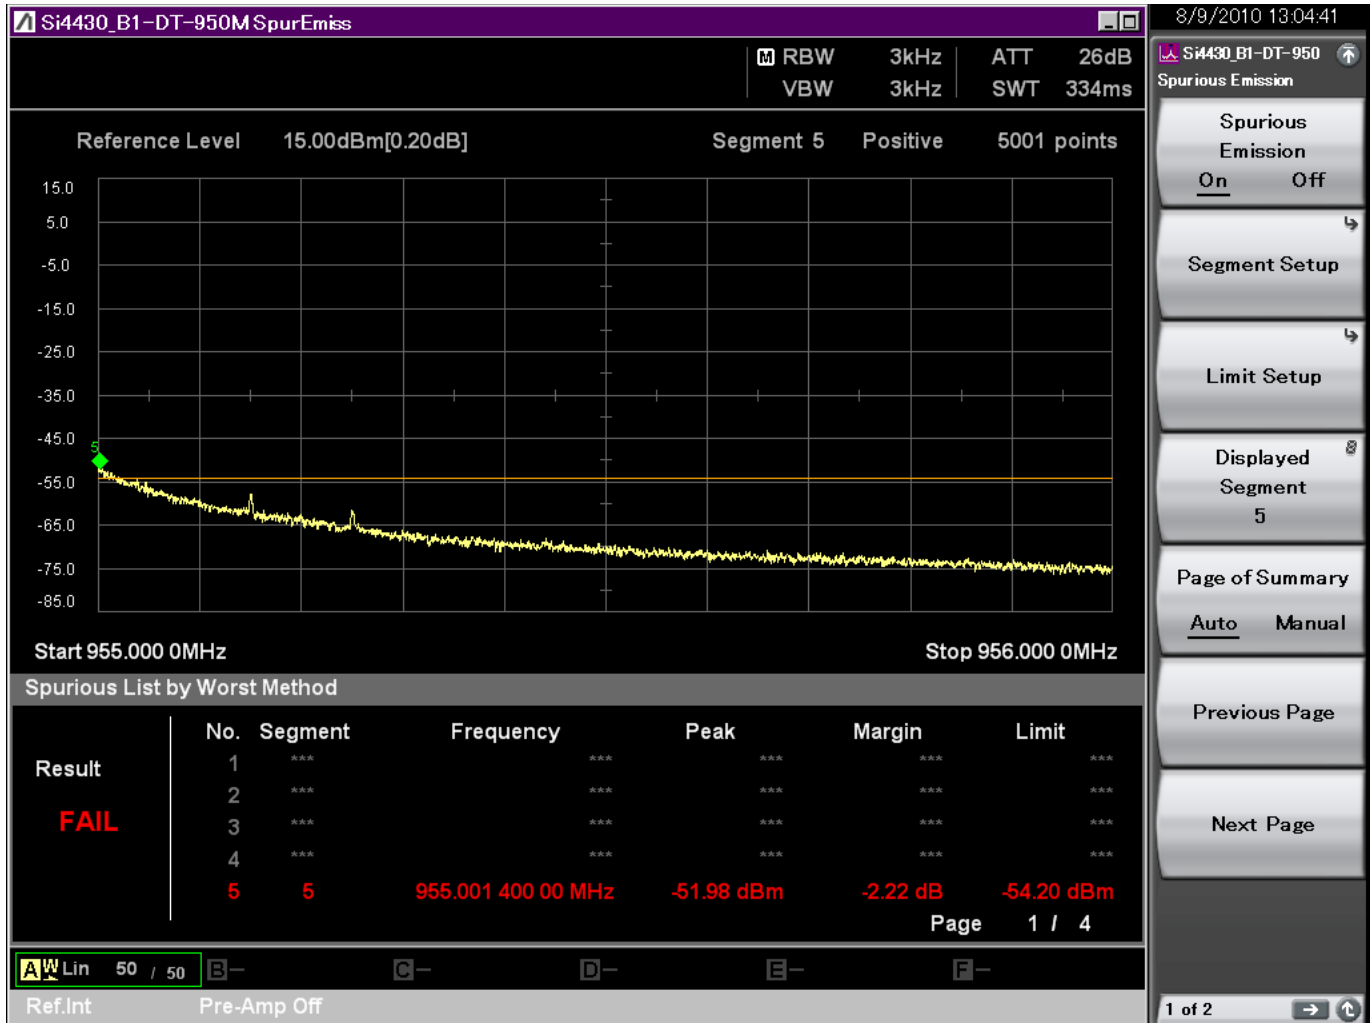 Si4430_B1-DT-950M SpurEmiss
8/9/2010 13:04:41
M RBW 3kHz ATT 26dB
VBW 3kHz SWT 334ms
Reference Level 15.00dBm[0.20dB] Segment 5 Positive 5001 points
15.0
5.0
-5.0
-15.0
-25.0
-35.0
-45.0
5
-55.0
-65.0
-75.0
-85.0
Start 955.000 0MHz Stop 956.000 0MHz
Spurious List by Worst Method
Result
FAIL
No. Segment Frequency Peak Margin Limit
1 *** *** *** *** ***
2 *** *** *** *** ***
3 *** *** *** *** ***
4 *** *** *** *** ***
5 5 955.001 400 00 MHz -51.98 dBm -2.22 dB -54.20 dBm
Page 1 / 4
A W Lin 50 / 50 B- C- D- E- F-
Ref.Int Pre-Amp Off
Si4430_B1-DT-950
Spurious Emission
Spurious
Emission
On Off
Segment Setup
Limit Setup
Displayed
Segment
5
Page of Summary
Auto Manual
Previous Page
Next Page
1 of 2